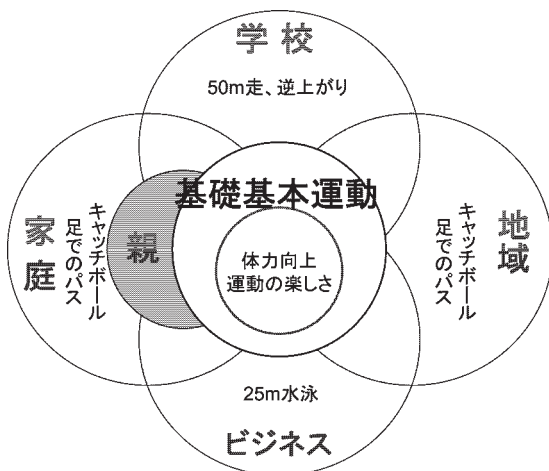 学校
50m走、逆上がり
基礎基本運動
家庭
キャッチボール
足でのパス
親
体力向上
運動の楽しさ
地域
キャッチボール
足でのパス
25m水泳
ビジネス